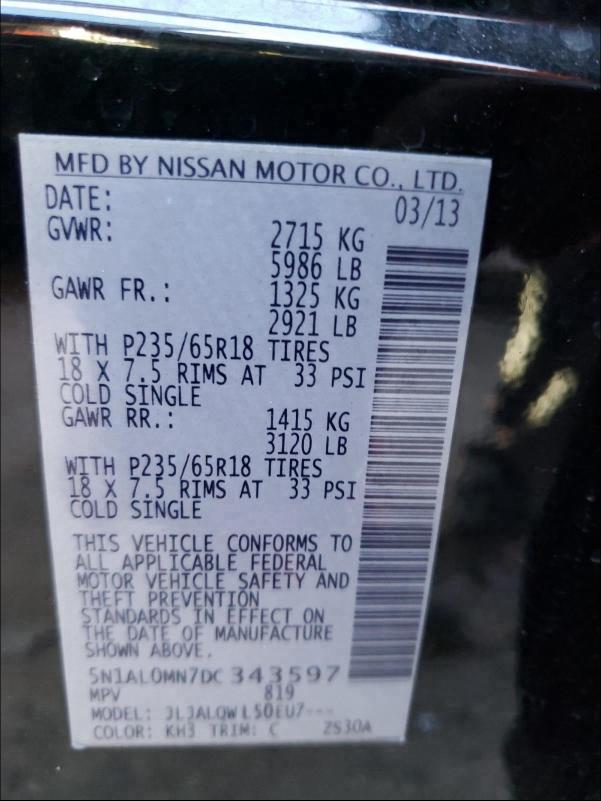 MFD BY NISSAN MOTOR CO., LTD.
DATE: 03/13
GVWR: 2715 KG
5986 LB
GAWR FR.: 1325 KG
2921 LB
WITH P235/65R18 TIRES
18 X 7.5 RIMS AT 33 PSI
COLD SINGLE
GAWR RR.: 1415 KG
3120 LB
WITH P235/65R18 TIRES
18 X 7.5 RIMS AT 33 PSI
COLD SINGLE
THIS VEHICLE CONFORMS TO
ALL APPLICABLE FEDERAL
MOTOR VEHICLE SAFETY AND
THEFT PREVENTION
STANDARDS IN EFFECT ON
THE DATE OF MANUFACTURE
SHOWN ABOVE.
5N1AL0MN7DC 343597
MPV 819
MODEL:
COLOR: KH3 TRIM: C